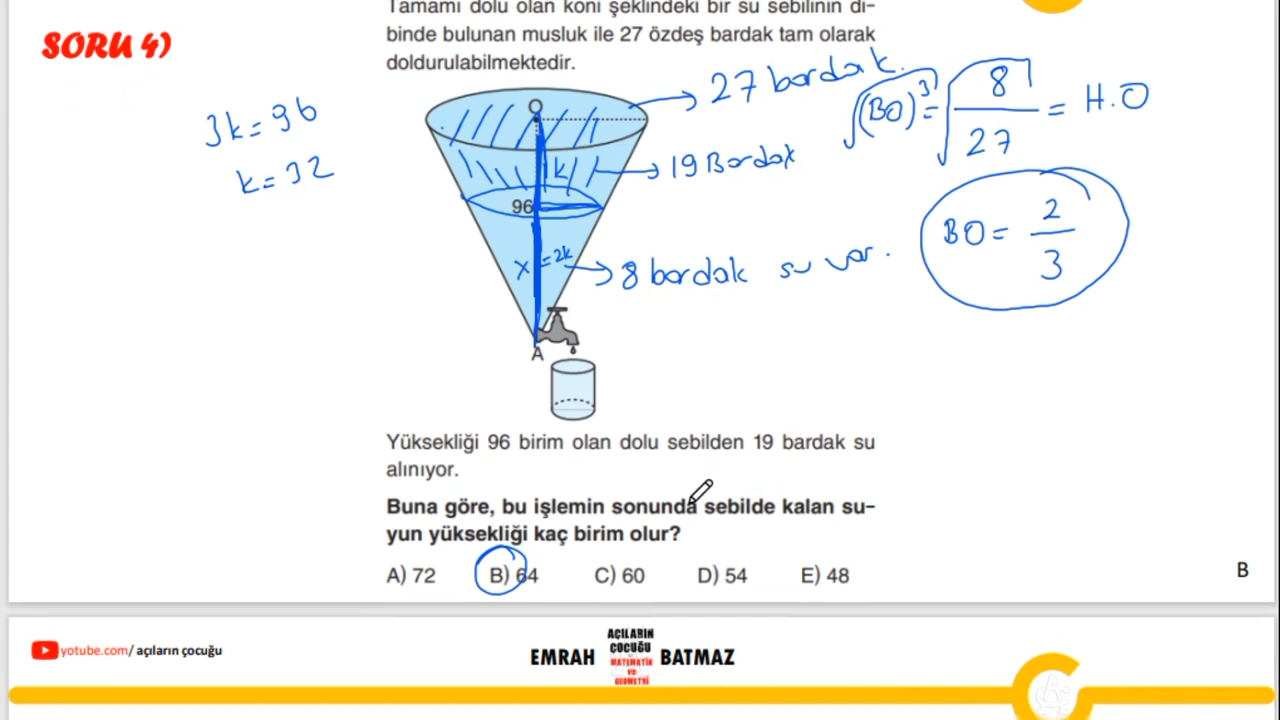 Tamamı dolu olan koni şeklindeki bir su sebilinin di-
SORU 4)
binde bulunan musluk ile 27 özdeş bardak tam olarak
doldurulabilmektedir.
3k=96
k=32
O
27 bardak.
√(BO)³ = √8/27 = H.O
k
19 Bardak
96
BO = 2/3
x =2k
8 bardak su var.
A
Yüksekliği 96 birim olan dolu sebilden 19 bardak su
alınıyor.
Buna göre, bu işlemin sonunda sebilde kalan su-
yun yüksekliği kaç birim olur?
A) 72 B) 64 C) 60 D) 54 E) 48
B
yotube.com/ açıların çocuğu
EMRAH
AÇILARIN
ÇOCUĞU
MATEMATİK
VE
GEOMETRİ
BATMAZ